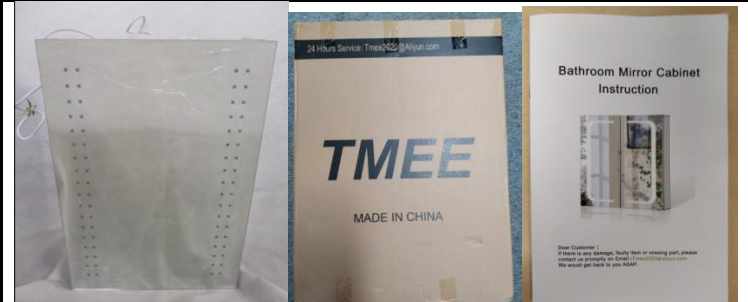 24 Hours Service: Tmee2020@Aliyun.com
TMEE
MADE IN CHINA
Bathroom Mirror Cabinet
Instruction
Dear Customer :
If there is any damage, faulty item or missing part, please
contact us promptly on Email :
We would get back to you ASAP.